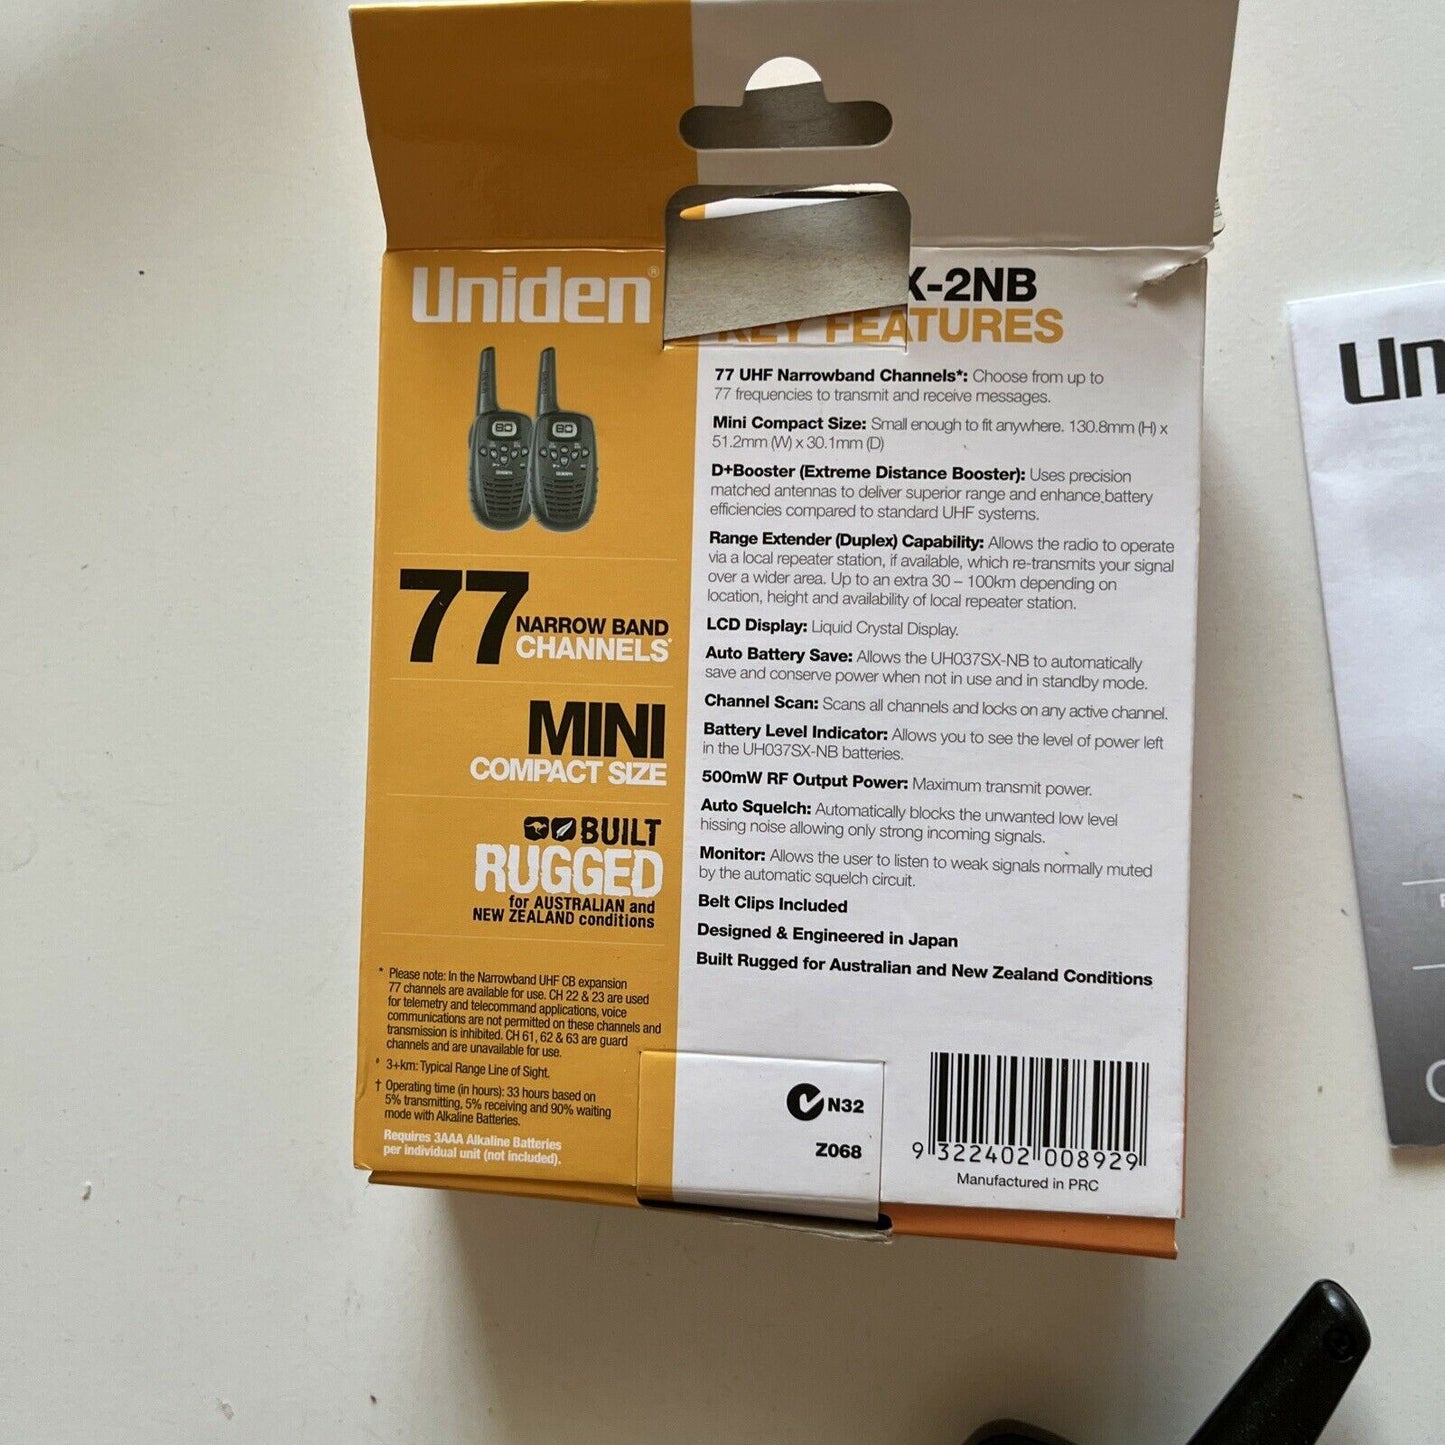 Uniden®
77 NARROW BAND
CHANNELS*
MINI
COMPACT SIZE
BUILT
RUGGED
for AUSTRALIAN and
NEW ZEALAND conditions
* Please note: In the Narrowband UHF CB expansion
77 channels are available for use. CH 22 & 23 are used
for telemetry and telecommand applications, voice
communications are not permitted on these channels and
transmission is inhibited. CH 61, 62 & 63 are guard
channels and are unavailable for use.
# 3+km: Typical Range Line of Sight.
† Operating time (in hours): 33 hours based on
5% transmitting, 5% receiving and 90% waiting
mode with Alkaline Batteries.
Requires 3AAA Alkaline Batteries
per individual unit (not included).
X-2NB
KEY FEATURES
77 UHF Narrowband Channels*: Choose from up to
77 frequencies to transmit and receive messages.
Mini Compact Size: Small enough to fit anywhere. 130.8mm (H) x
51.2mm (W) x 30.1mm (D)
D+Booster (Extreme Distance Booster): Uses precision
matched antennas to deliver superior range and enhance battery
efficiencies compared to standard UHF systems.
Range Extender (Duplex) Capability: Allows the radio to operate
via a local repeater station, if available, which re-transmits your signal
over a wider area. Up to an extra 30 – 100km depending on
location, height and availability of local repeater station.
LCD Display: Liquid Crystal Display.
Auto Battery Save: Allows the UH037SX-NB to automatically
save and conserve power when not in use and in standby mode.
Channel Scan: Scans all channels and locks on any active channel.
Battery Level Indicator: Allows you to see the level of power left
in the UH037SX-NB batteries.
500mW RF Output Power: Maximum transmit power.
Auto Squelch: Automatically blocks the unwanted low level
hissing noise allowing only strong incoming signals.
Monitor: Allows the user to listen to weak signals normally muted
by the automatic squelch circuit.
Belt Clips Included
Designed & Engineered in Japan
Built Rugged for Australian and New Zealand Conditions
N32
Z068
9 322402 008929
Manufactured in PRC
Un